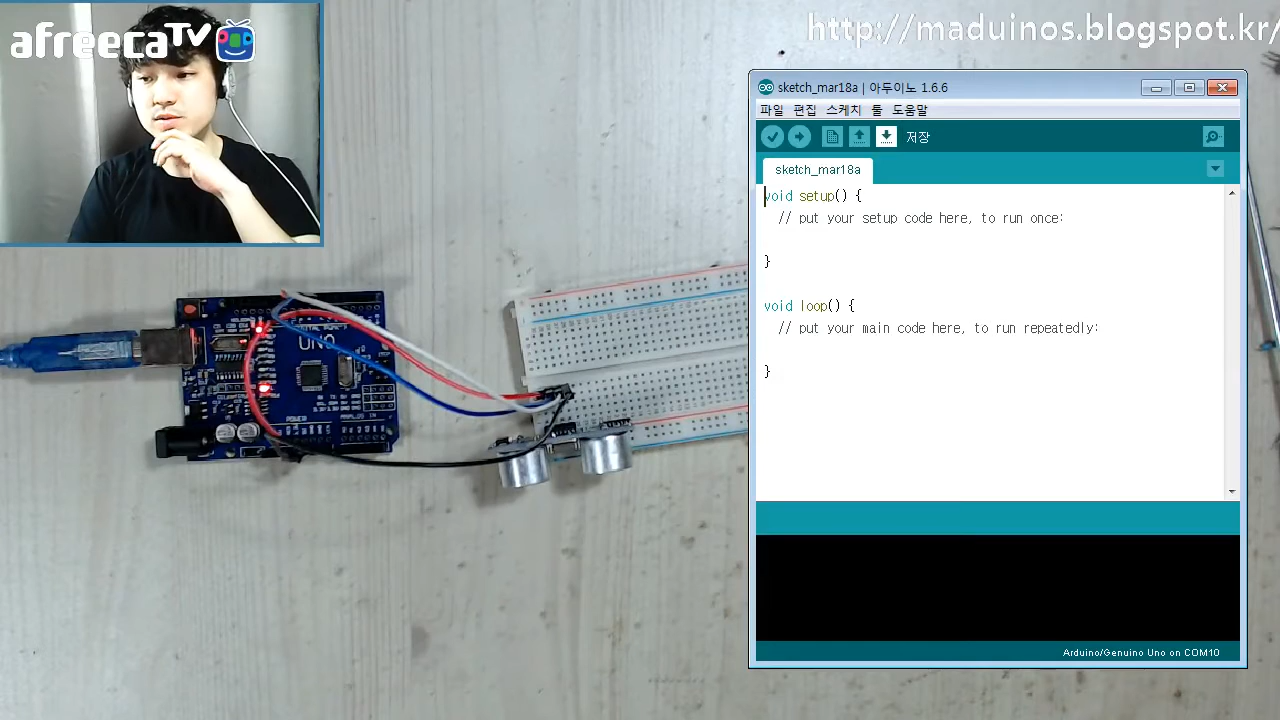 afreecaTV
http://maduinos.blogspot.kr/
sketch_mar18a | 아두이노 1.6.6
파일 편집 스케치 툴 도움말
저장
sketch_mar18a
void setup() {
// put your setup code here, to run once:
}
void loop() {
// put your main code here, to run repeatedly:
}
Arduino/Genuino Uno on COM10
UNO